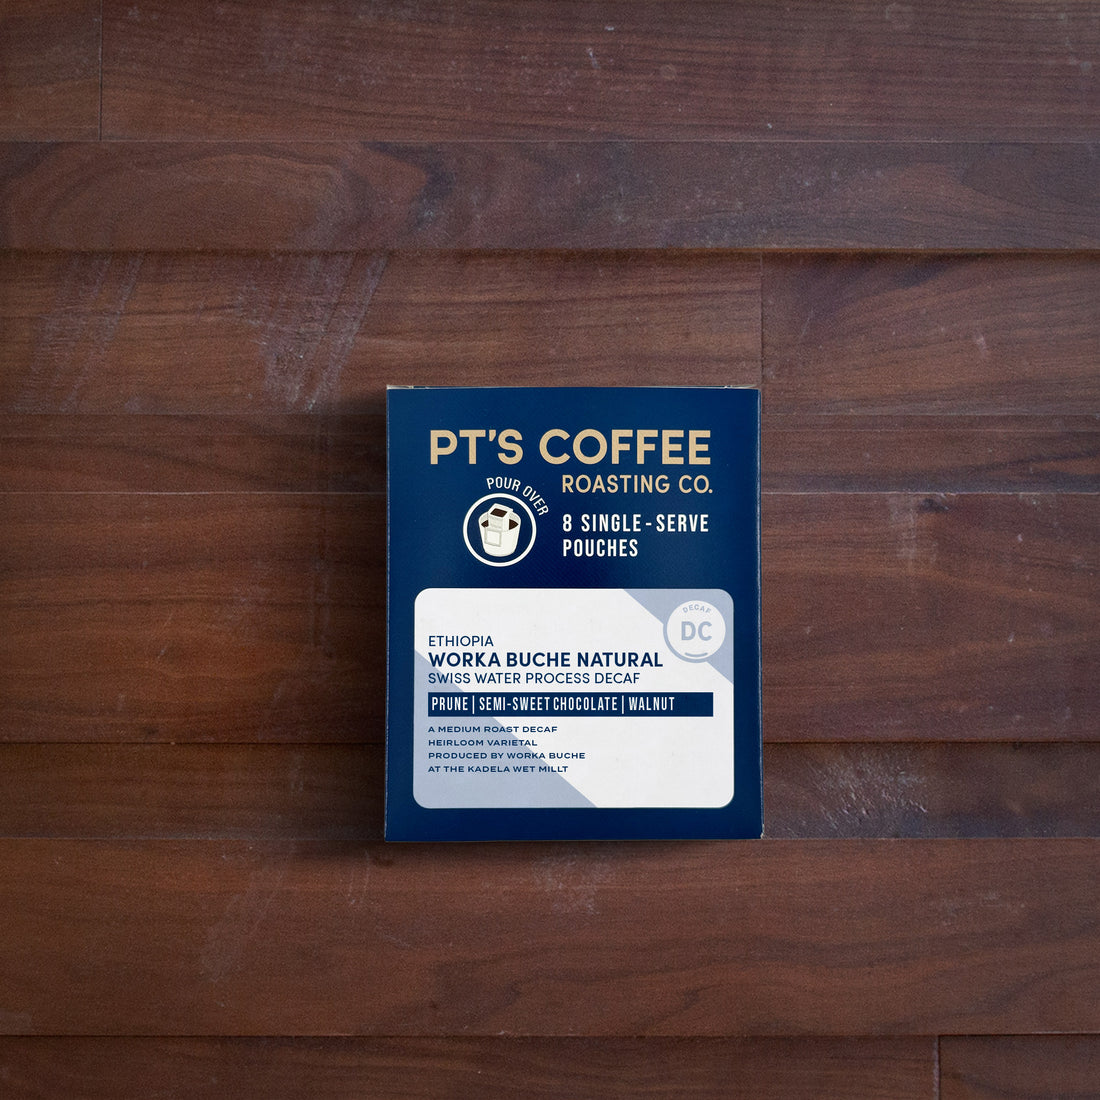 PT'S COFFEE
ROASTING CO.
POUR OVER
8 SINGLE-SERVE
POUCHES
DECAF
DC
ETHIOPIA
WORKA BUCHE NATURAL
SWISS WATER PROCESS DECAF
PRUNE | SEMI-SWEET CHOCOLATE | WALNUT
A MEDIUM ROAST DECAF
HEIRLOOM VARIETAL
PRODUCED BY WORKA BUCHE
AT THE KADELA WET MILLT